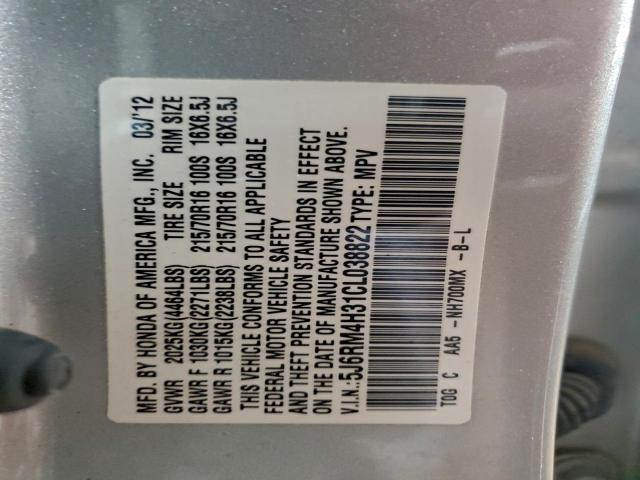 MFD. BY HONDA OF AMERICA MFG., INC. 03/'12
GVWR 2025KG(4464LBS) TIRE SIZE RIM SIZE
GAWR F 1030KG(2271LBS) 215/70R16 100S 16X6.5J
GAWR R 1015KG(2238LBS) 215/70R16 100S 16X6.5J
THIS VEHICLE CONFORMS TO ALL APPLICABLE
FEDERAL MOTOR VEHICLE SAFETY
AND THEFT PREVENTION STANDARDS IN EFFECT
ON THE DATE OF MANUFACTURE SHOWN ABOVE.
V.I.N.:5J6RM4H31CL038822 TYPE: MPV
T0G C AA5 -NH700MX -B-L